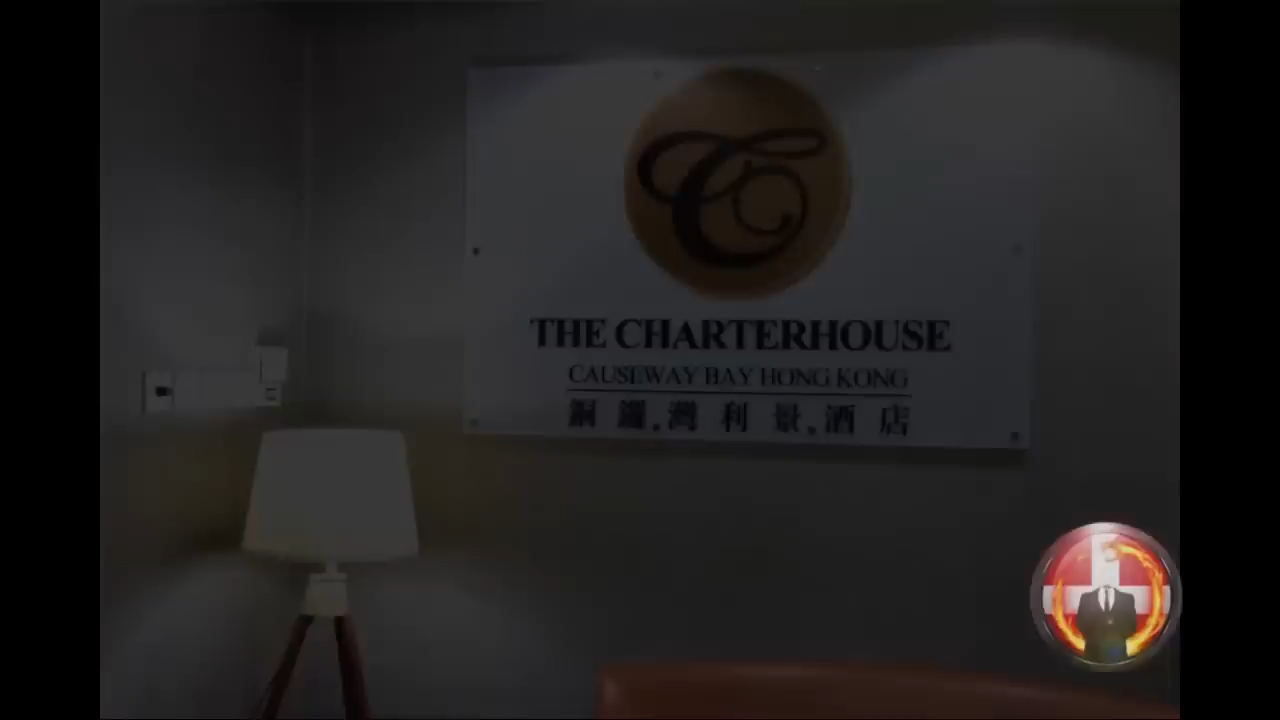 THE CHARTERHOUSE
CAUSEWAY BAY HONG KONG
銅鑼.灣利景.酒店